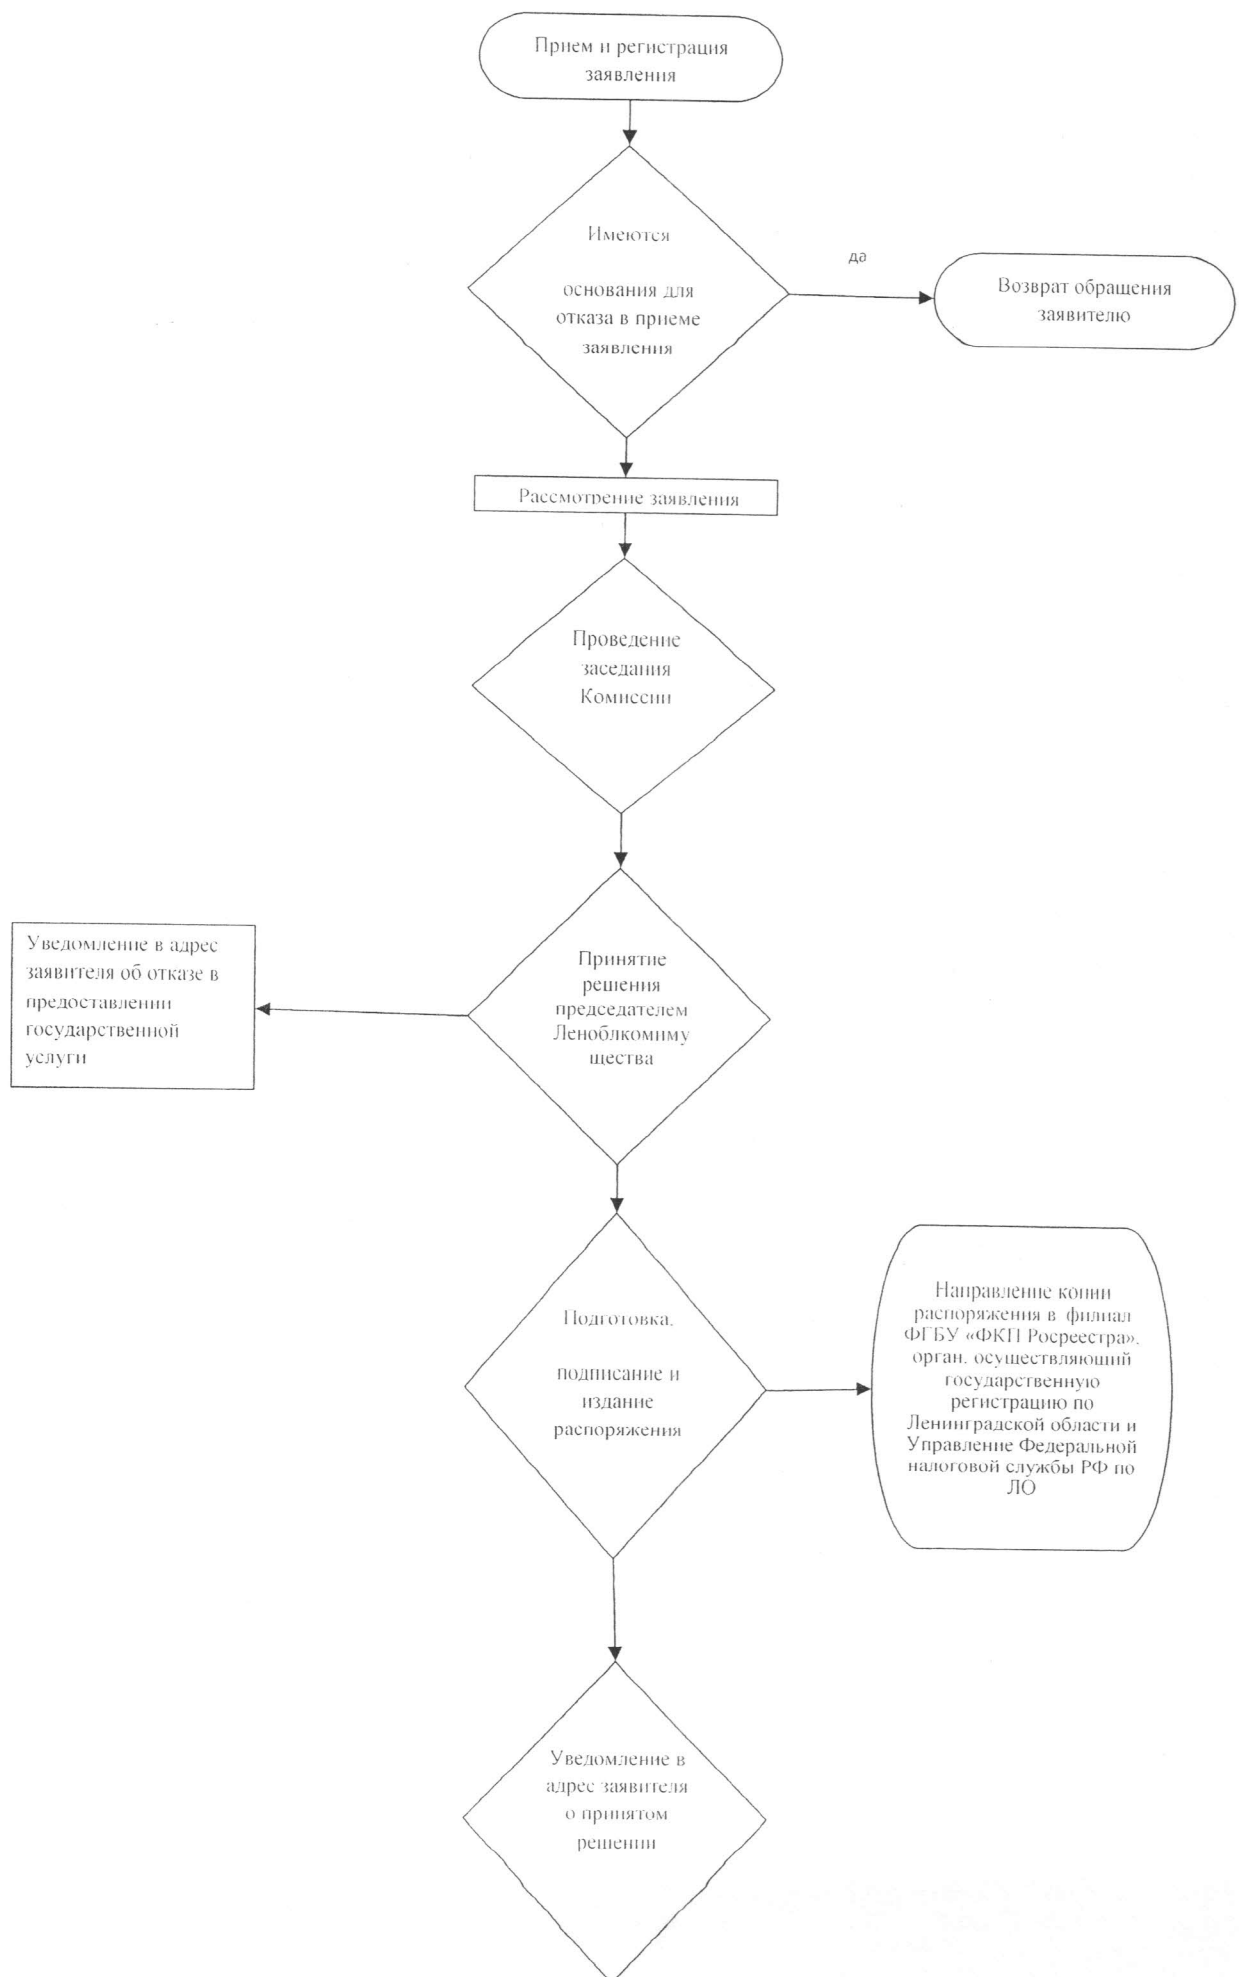 Прием и регистрация
заявления
Имеются
основания для
отказа в приеме
заявления
да
Возврат обращения
заявителю
Рассмотрение заявления
Проведение
заседания
Комиссии
Принятие
решения
председателем
Леноблкомиму
щества
Уведомление в адрес
заявителя об отказе в
предоставлении
государственной
услуги
Подготовка,
подписание и
издание
распоряжения
Направление копии
распоряжения в филиал
ФГБУ «ФКП Росреестра»,
орган, осуществляющий
государственную
регистрацию по
Ленинградской области и
Управление Федеральной
налоговой службы РФ по
ЛО
Уведомление в
адрес заявителя
о принятом
решении